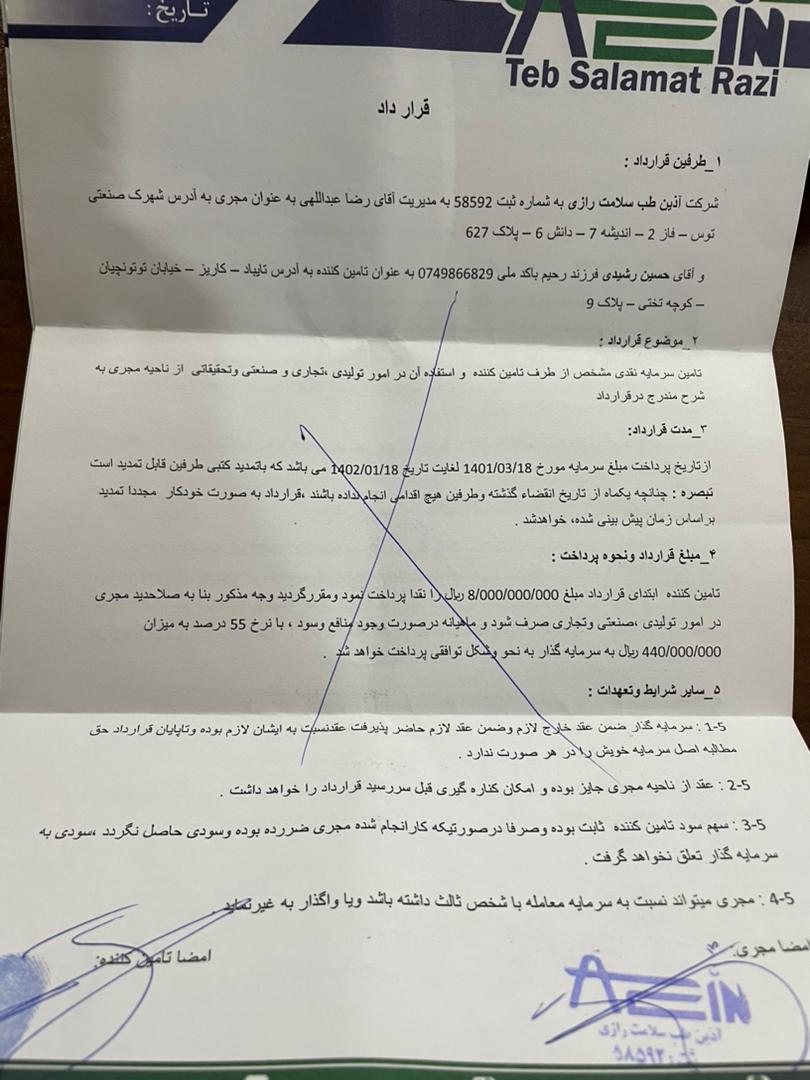 تاریخ :
AZEIN
Teb Salamat Razi
قرار داد
۱_طرفین قرارداد :
شرکت آذین طب سلامت رازی به شماره ثبت 58592 به مدیریت آقای رضا عبداللهی به عنوان مجری به آدرس شهرک صنعتی
توس – فاز 2 – اندیشه 7 – دانش 6 – پلاک 627
و آقای حسین رشیدی فرزند رحیم باکد ملی 0749866829 به عنوان تامین کننده به آدرس تایباد – کاریز – خیابان توتونچیان
– کوچه تختی – پلاک 9
۲_موضوع قرارداد :
تامین سرمایه نقدی مشخص از طرف تامین کننده و استفاده آن در امور تولیدی ،تجاری و صنعتی وتحقیقاتی از ناحیه مجری به
شرح مندرج درقرارداد
۳_مدت قرارداد:
ازتاریخ پرداخت مبلغ سرمایه مورخ 1401/03/18 لغایت تاریخ 1402/01/18 می باشد که باتمدید کتبی طرفین قابل تمدید است
تبصره : چنانچه یکماه از تاریخ انقضاء گذشته وطرفین هیچ اقدامی انجام نداده باشند ،قرارداد به صورت خودکار مجددا تمدید
براساس زمان پیش بینی شده، خواهدشد .
۴_مبلغ قرارداد ونحوه پرداخت :
تامین کننده ابتدای قرارداد مبلغ 8/000/000/000 ریال را نقدا پرداخت نمود ومقررگردید وجه مذکور بنا به صلاحدید مجری
در امور تولیدی ،صنعتی وتجاری صرف شود و ماهیانه درصورت وجود منافع وسود ، با نرخ 55 درصد به میزان
440/000/000 ریال به سرمایه گذار به نحو وشکل توافقی پرداخت خواهد شد .
۵_سایر شرایط وتعهدات :
1-5 : سرمایه گذار ضمن عقد خارج لازم وضمن عقد لازم حاضر پذیرفت عقدنسبت به ایشان لازم بوده وتاپایان قرارداد حق
مطالبه اصل سرمایه خویش را در هر صورت ندارد .
2-5 : عقد از ناحیه مجری جایز بوده و امکان کناره گیری قبل سررسید قرارداد را خواهد داشت .
3-5 : سهم سود تامین کننده ثابت بوده وصرفا درصورتیکه کارانجام شده مجری ضررده بوده وسودی حاصل نگردد ،سودی به
سرمایه گذار تعلق نخواهد گرفت .
4-5 : مجری میتواند نسبت به سرمایه معامله با شخص ثالث داشته باشد ویا واگذار به غیرنماید .
امضا مجری: امضا تامین کننده:
AZEIN
آذین طب سلامت رازی
ثبت: ۵۸۵۹۲